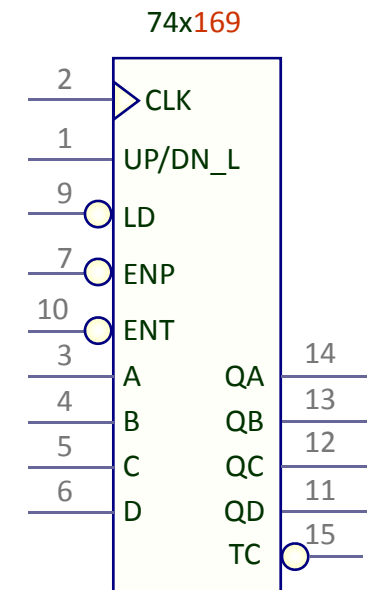 74x169
2 CLK
1 UP/DN_L
9 LD
7 ENP
10 ENT
3 A QA 14
4 B QB 13
5 C QC 12
6 D QD 11
TC 15